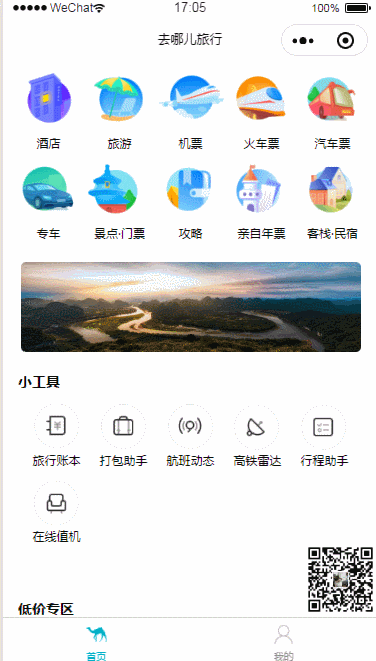 WeChat
17:05
100%
去哪儿旅行
酒店 旅游 机票 火车票 汽车票
专车 景点·门票 攻略 亲自年票 客栈·民宿
小工具
旅行账本 打包助手 航班动态 高铁雷达 行程助手
在线值机
低价专区
首页 我的